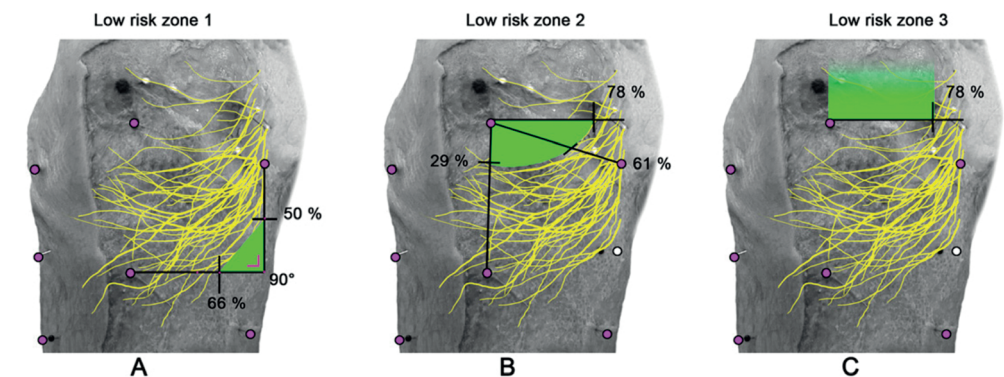 Low risk zone 1
Low risk zone 2
Low risk zone 3
50 %
90°
66 %
78 %
29 %
61 %
78 %
A
B
C